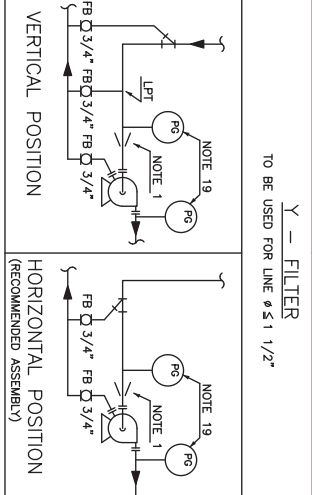 Y – FILTER
TO BE USED FOR LINE ø ≤ 1 1/2"
NOTE 19
PG
PG
NOTE 1
LPT
FB 3/4"
FB 3/4"
FB 3/4"
VERTICAL POSITION
NOTE 19
PG
PG
NOTE 1
FB 3/4"
FB 3/4"
HORIZONTAL POSITION
(RECOMMENDED ASSEMBLY)